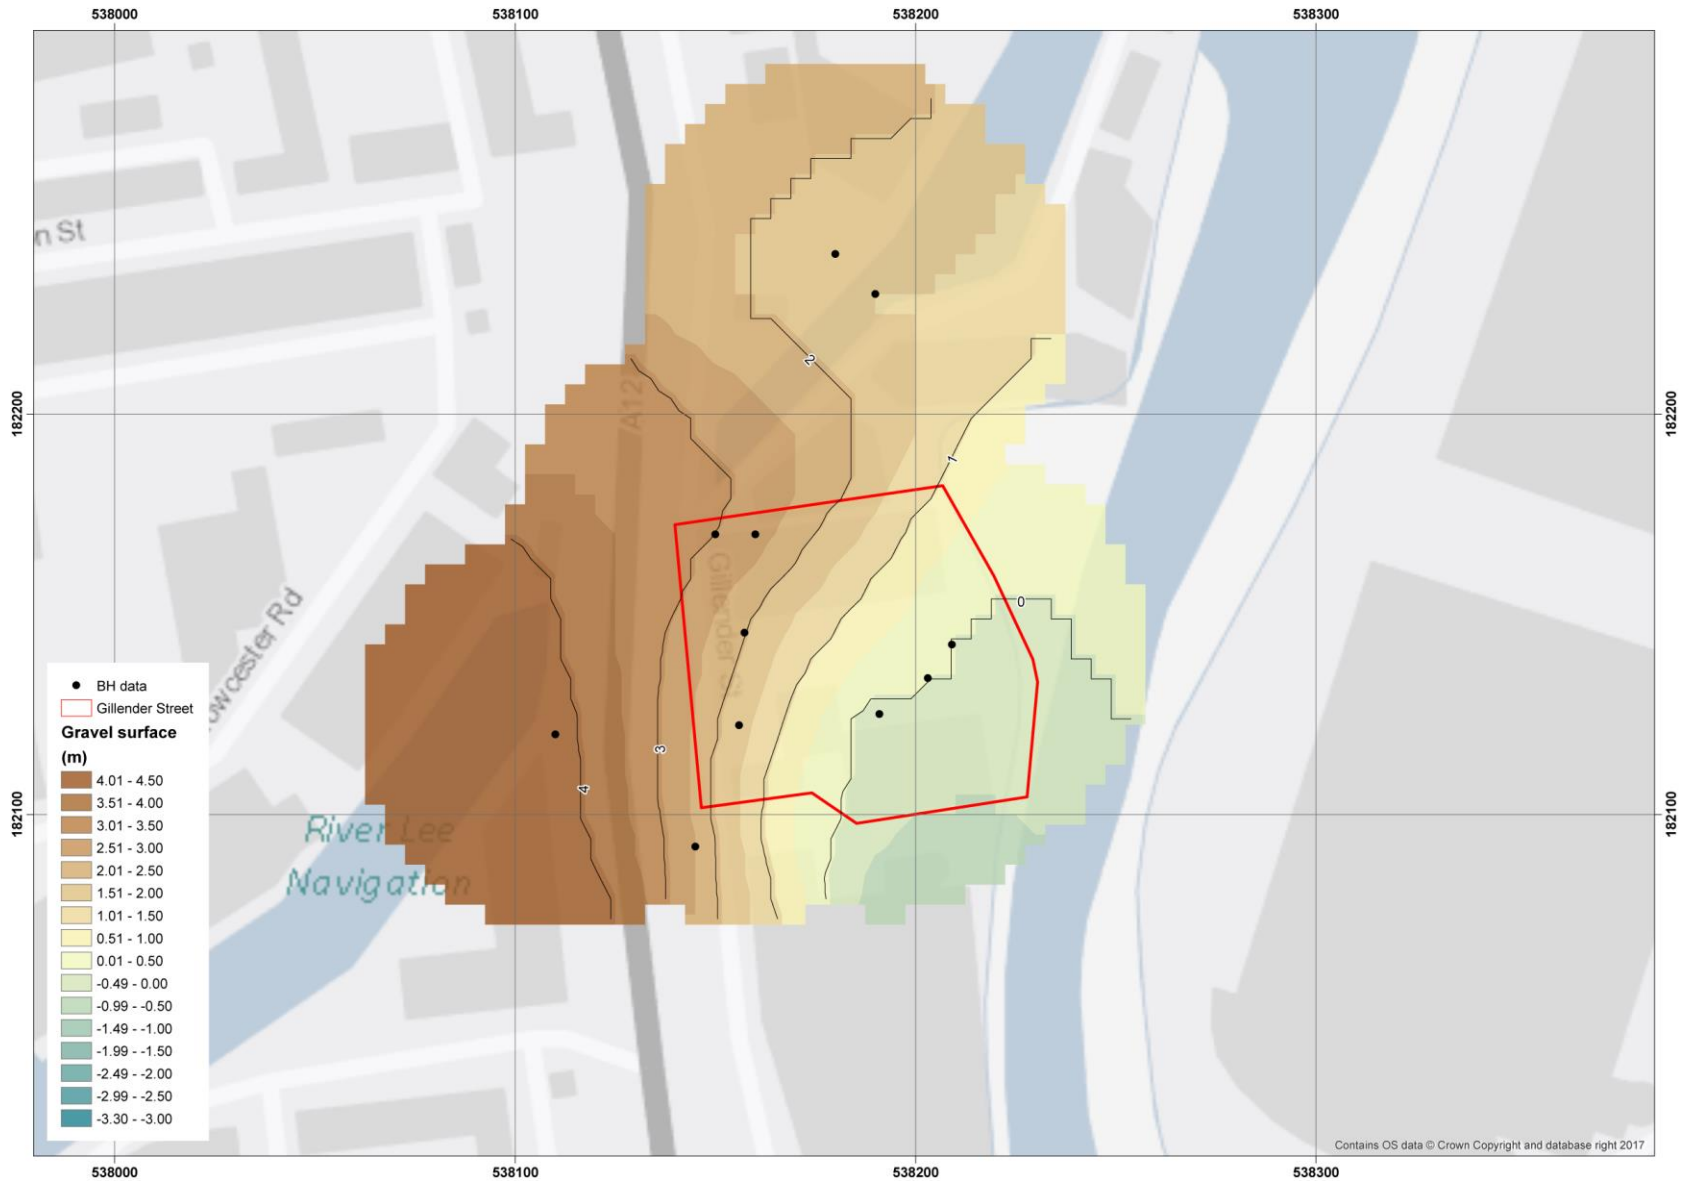 538000
538100
538200
538300
n St
A12
2
182200
182200
1
Gillender St
0
owcester Rd
BH data
Gillender Street
Gravel surface
(m)
4.01 - 4.50
3.51 - 4.00
3.01 - 3.50
2.51 - 3.00
2.01 - 2.50
1.51 - 2.00
1.01 - 1.50
0.51 - 1.00
0.01 - 0.50
-0.49 - 0.00
-0.99 - -0.50
-1.49 - -1.00
-1.99 - -1.50
-2.49 - -2.00
-2.99 - -2.50
-3.30 - -3.00
3
4
182100
182100
River Lee
Navigation
Contains OS data © Crown Copyright and database right 2017
538000
538100
538200
538300